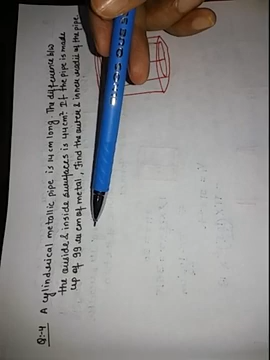 Q:-4 A cylindrical metallic pipe is 14 cm long. The difference b/w
the outside & inside surfaces is 44 cm². If the pipe is made
up of 99 cu cm of metal, Find the outer & inner radii of the pipe.